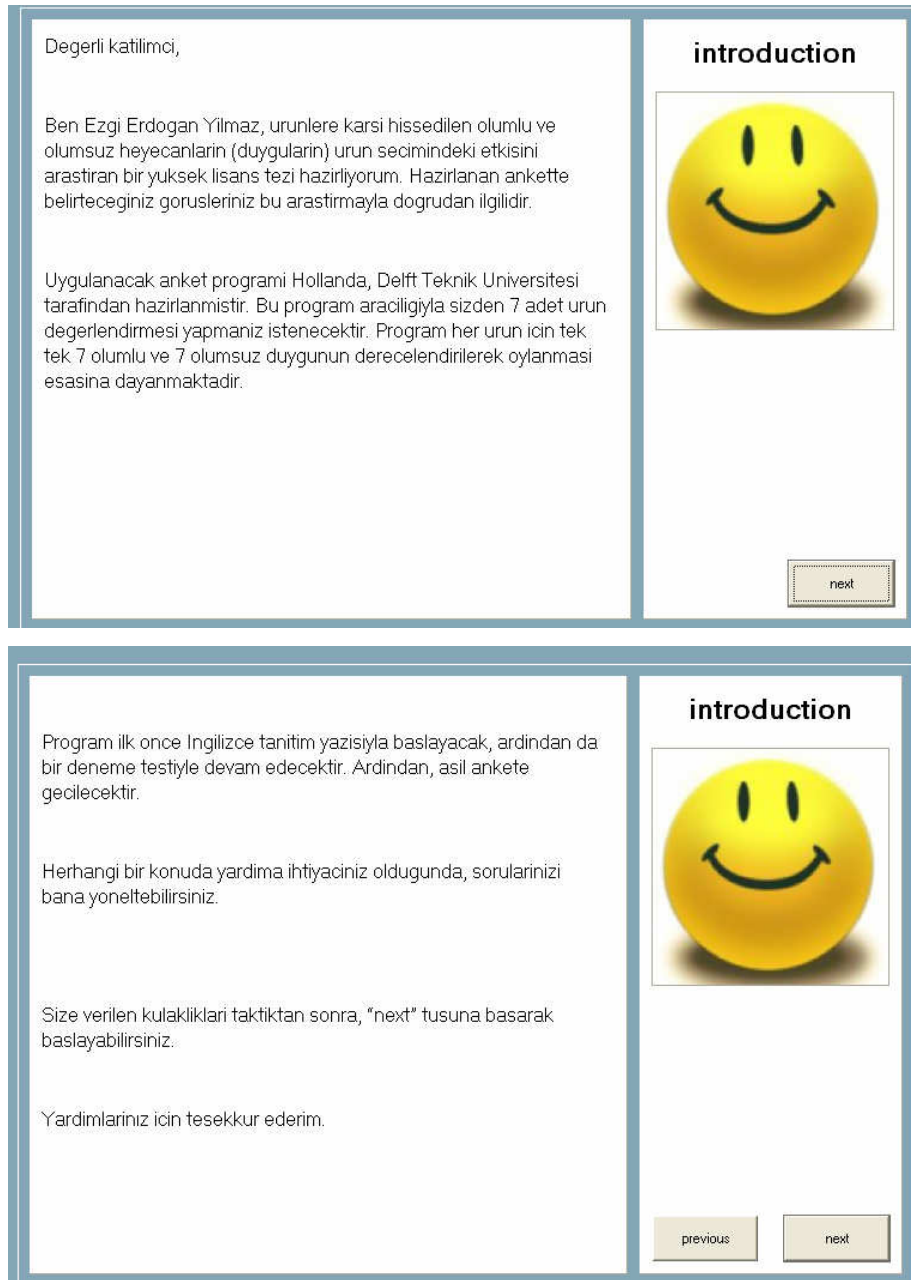 Degerli katilimci,
Ben Ezgi Erdogan Yilmaz, urunlere karsi hissedilen olumlu ve
olumsuz heyecanlarin (duygularin) urun secimindeki etkisini
arastiran bir yuksek lisans tezi hazirliyorum. Hazirlanan ankette
belirteceginiz gorusleriniz bu arastirmayla dogrudan ilgilidir.
Uygulanacak anket programi Hollanda, Delft Teknik Universitesi
tarafindan hazirlanmistir. Bu program araciligiyla sizden 7 adet urun
degerlendirmesi yapmaniz istenecektir. Program her urun icin tek
tek 7 olumlu ve 7 olumsuz duygunun derecelendirilerek oylanmasi
esasina dayanmaktadir.
introduction
next
Program ilk once Ingilizce tanitim yazisiyla baslayacak, ardindan da
bir deneme testiyle devam edecektir. Ardindan, asil ankete
gecilecektir.
Herhangi bir konuda yardima ihtiyaciniz oldugunda, sorularinizi
bana yoneltebilirsiniz.
Size verilen kulakliklari taktiktan sonra, “next” tusuna basarak
baslayabilirsiniz.
Yardimlarınız icin tesekkur ederim.
introduction
previous
next